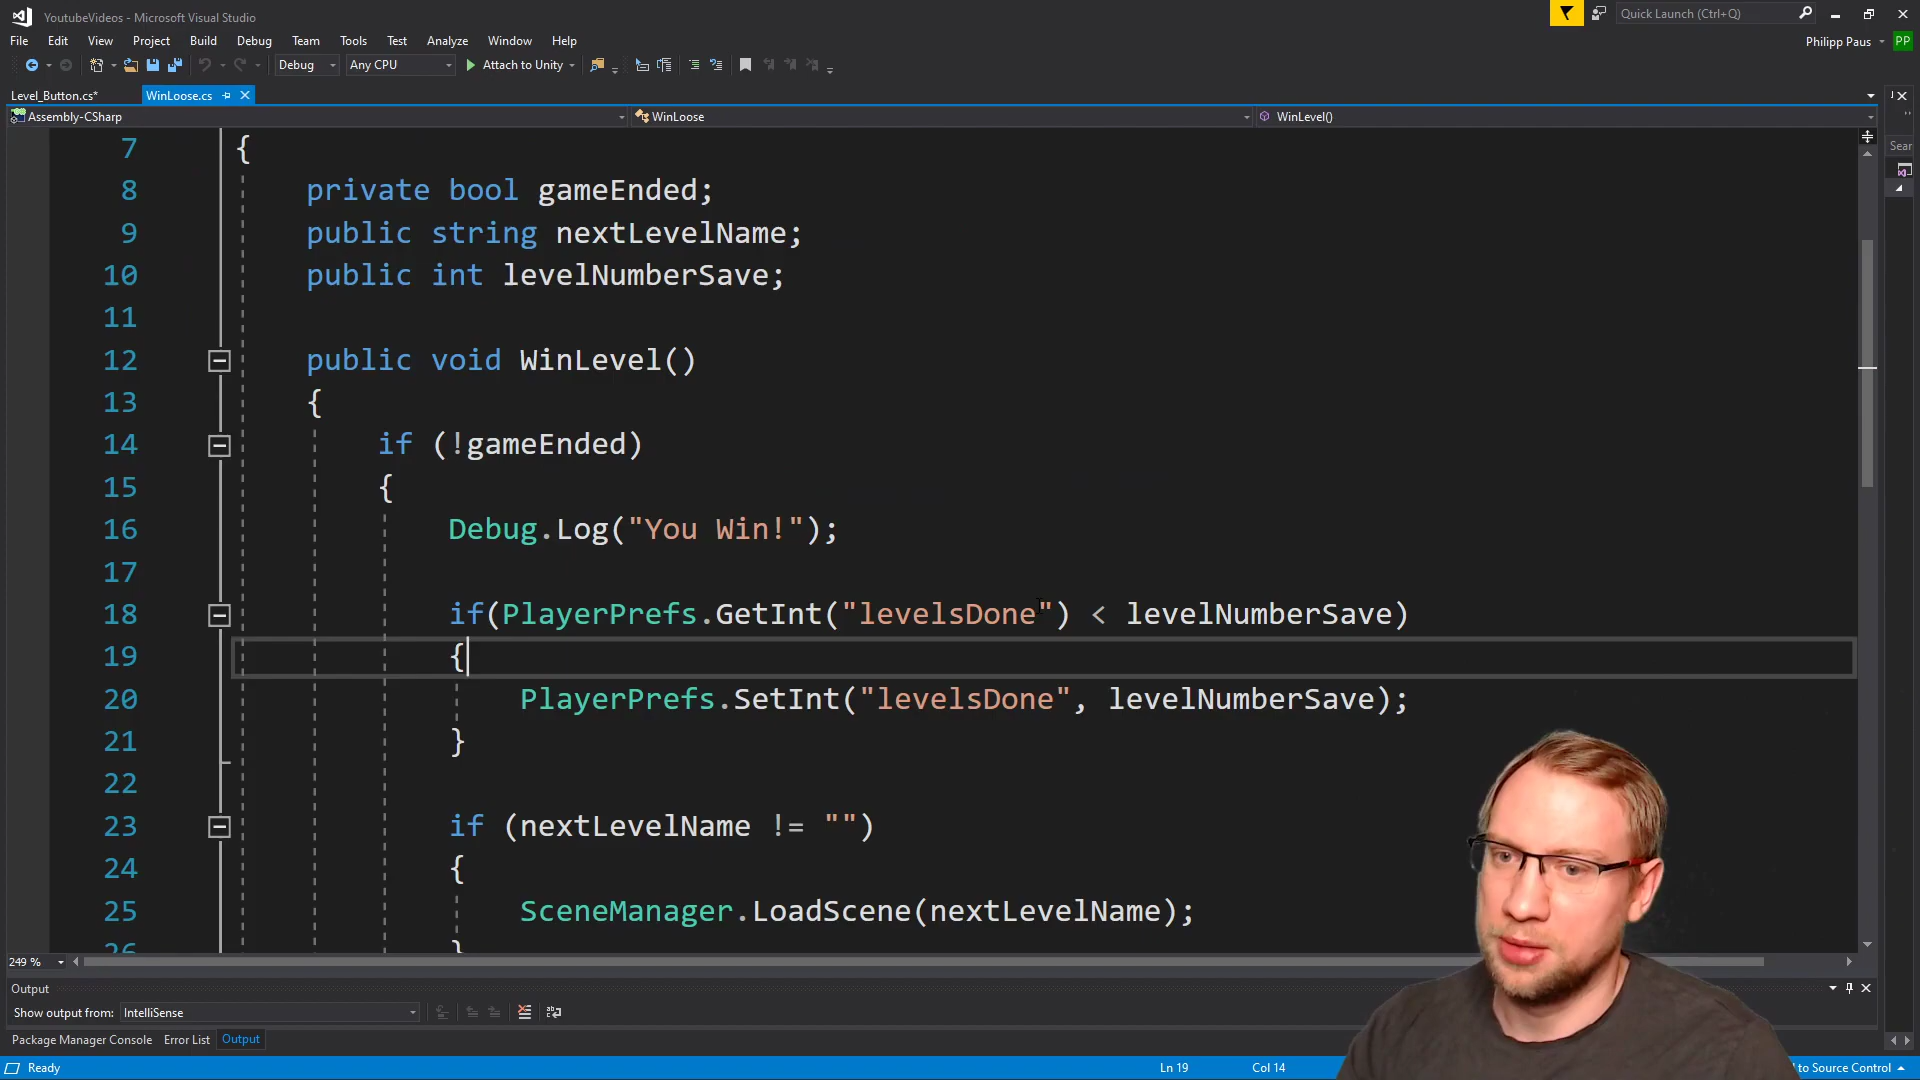 YoutubeVideos - Microsoft Visual Studio
Quick Launch (Ctrl+Q)
File Edit View Project Build Debug Team Tools Test Analyze Window Help
Philipp Paus PP
Debug Any CPU Attach to Unity
Level_Button.cs* WinLoose.cs
Assembly-CSharp WinLoose WinLevel()
Sear
7 {
8 private bool gameEnded;
9 public string nextLevelName;
10 public int levelNumberSave;
11
12 public void WinLevel()
13 {
14 if (!gameEnded)
15 {
16 Debug.Log("You Win!");
17
18 if(PlayerPrefs.GetInt("levelsDone") < levelNumberSave)
19 {
20 PlayerPrefs.SetInt("levelsDone", levelNumberSave);
21 }
22
23 if (nextLevelName != "")
24 {
25 SceneManager.LoadScene(nextLevelName);
26 }
249 %
Output
Show output from: IntelliSense
Package Manager Console Error List Output
Ready Ln 19 Col 14 to Source Control